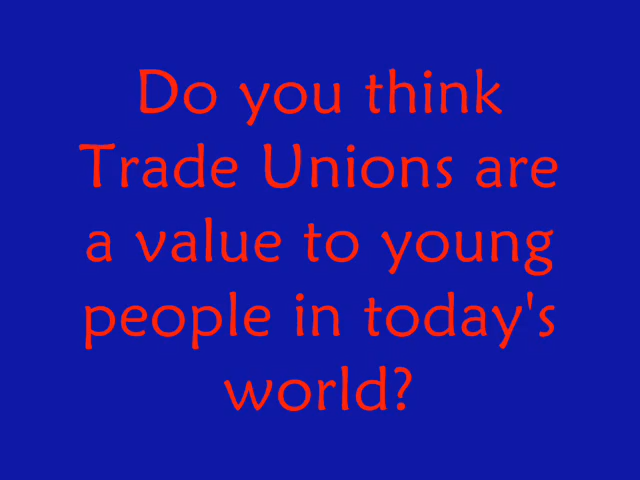 Do you think
Trade Unions are
a value to young
people in today's
world?